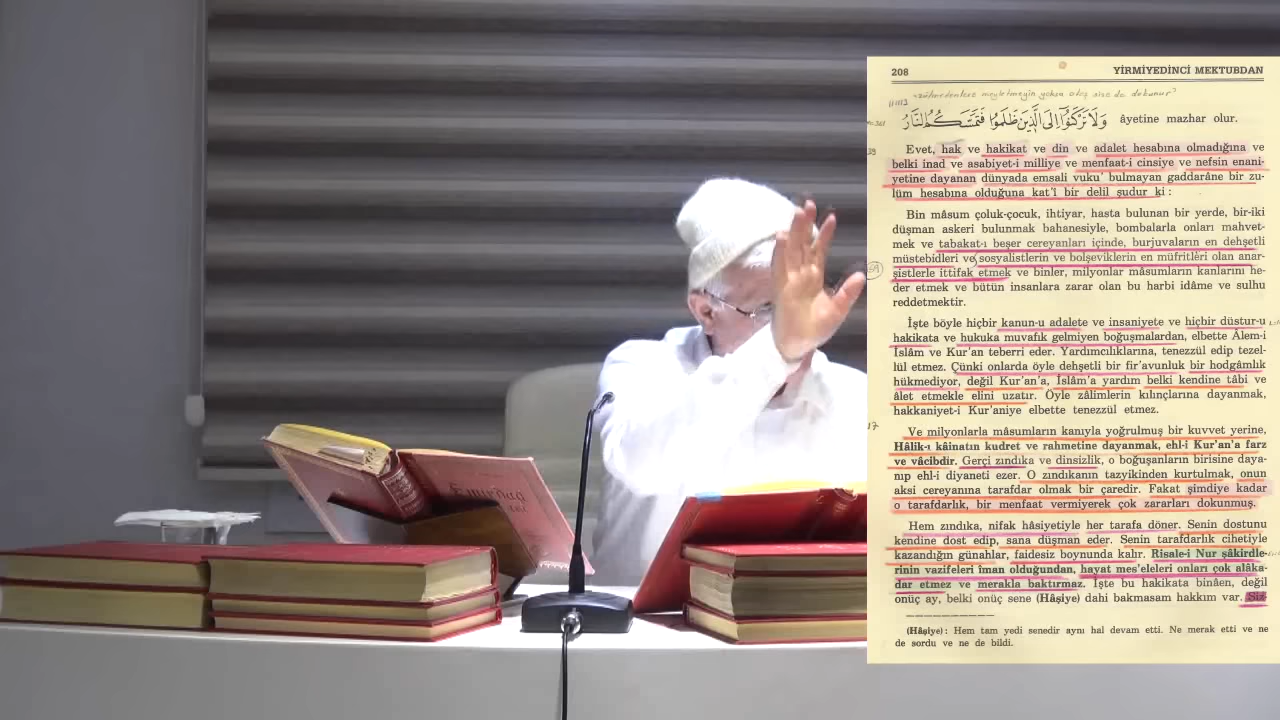 208
YİRMİYEDİNCİ MEKTUBDAN
zulmedenlere meyletmeyin yoksa ateş size de dokunur?
وَلَا تَرْكَنُٓوا اِلَى الَّذ۪ينَ ظَلَمُوا فَتَمَسَّكُمُ النَّارُ âyetine mazhar olur.
Evet, hak ve hakikat ve din ve adalet hesabına olmadığına ve
belki inad ve asabiyet-i milliye ve menfaat-i cinsiye ve nefsin enani-
yetine dayanan dünyada emsali vuku' bulmayan gaddarâne bir zu-
lüm hesabına olduğuna kat'î bir delil şudur ki :
Bin mâsum çoluk-çocuk, ihtiyar, hasta bulunan bir yerde, bir-iki
düşman askeri bulunmak bahanesiyle, bombalarla onları mahvet-
mek ve tabakat-ı beşer cereyanları içinde, burjuvaların en dehşetli
müstebidleri ve sosyalistlerin ve bolşeviklerin en müfritleri olan anar-
şistlerle ittifak etmek ve binler, milyonlar mâsumların kanlarını he-
der etmek ve bütün insanlara zarar olan bu harbi idâme ve sulhu
reddetmektir.
İşte böyle hiçbir kanun-u adalete ve insaniyete ve hiçbir düstur-u
hakikata ve hukuka muvafık gelmiyen boğuşmalardan, elbette Âlem-i
İslâm ve Kur'an teberri eder. Yardımcılıklarına, tenezzül edip tezel-
lül etmez. Çünki onlarda öyle dehşetli bir fir'avunluk bir hodgâmlık
hükmediyor, değil Kur'an'a, İslâm'a yardım belki kendine tâbi ve
âlet etmekle elini uzatır. Öyle zâlimlerin kılınçlarına dayanmak,
hakkaniyet-i Kur'aniye elbette tenezzül etmez.
Ve milyonlarla mâsumların kanıyla yoğrulmuş bir kuvvet yerine,
Hâlik-ı kâinatın kudret ve rahmetine dayanmak, ehl-i Kur'an'a farz
ve vâcibdir. Gerçi zındıka ve dinsizlik, o boğuşanların birisine daya-
nıp ehl-i diyaneti ezer. O zındıkanın tazyikinden kurtulmak, onun
aksi cereyanına tarafdar olmak bir çaredir. Fakat şimdiye kadar
o tarafdarlık, bir menfaat vermiyerek çok zararları dokunmuş.
Hem zındıka, nifak hâsiyetiyle her tarafa döner. Senin dostunu
kendine dost edip, sana düşman eder. Senin tarafdarlık cihetiyle
kazandığın günahlar, faidesiz boynunda kalır. Risale-i Nur şâkirdle-
rinin vazifeleri îman olduğundan, hayat mes'eleleri onları çok alâka-
dar etmez ve merakla baktırmaz. İşte bu hakikata binâen, değil
onüç ay, belki onüç sene (Hâşiye) dahi bakmasam hakkım var. Siz
(Hâşiye) : Hem tam yedi senedir aynı hal devam etti. Ne merak etti ve ne
de sordu ve ne de bildi.
17
Emirdağ